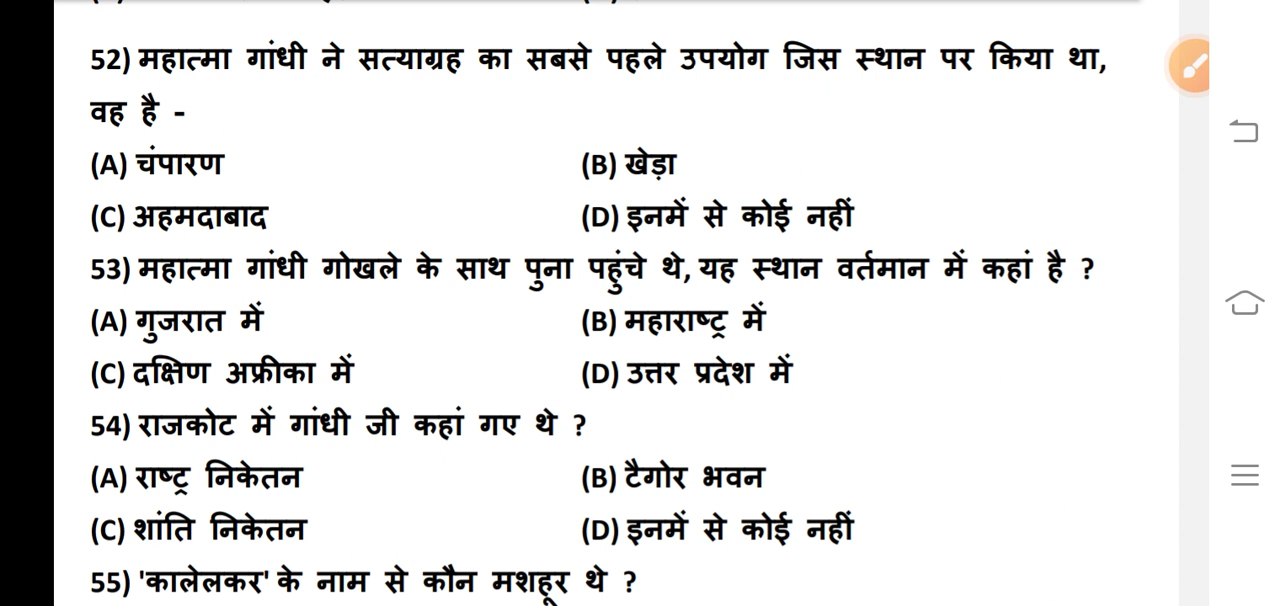 52) महात्मा गांधी ने सत्याग्रह का सबसे पहले उपयोग जिस स्थान पर किया था,
वह है -
(A) चंपारण (B) खेड़ा
(C) अहमदाबाद (D) इनमें से कोई नहीं
53) महात्मा गांधी गोखले के साथ पुना पहुंचे थे, यह स्थान वर्तमान में कहां है ?
(A) गुजरात में (B) महाराष्ट्र में
(C) दक्षिण अफ्रीका में (D) उत्तर प्रदेश में
54) राजकोट में गांधी जी कहां गए थे ?
(A) राष्ट्र निकेतन (B) टैगोर भवन
(C) शांति निकेतन (D) इनमें से कोई नहीं
55) 'कालेलकर' के नाम से कौन मशहूर थे ?